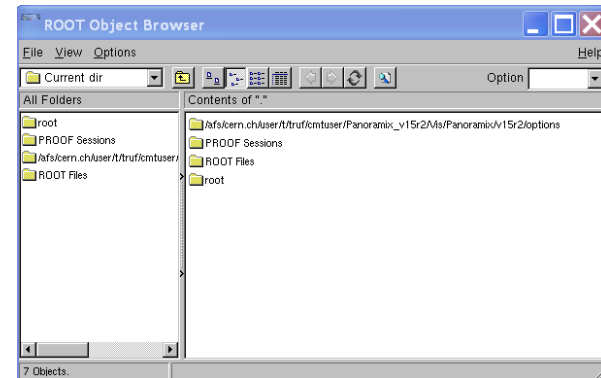 ROOT Object Browser
File View Options Help
Current dir Option
All Folders Contents of "."
root
PROOF Sessions
/afs/cern.ch/user/t/truf/cmtuser/
ROOT Files
/afs/cern.ch/user/t/truf/cmtuser/Panoramix_v15r2/Vis/Panoramix/v15r2/options
PROOF Sessions
ROOT Files
root
7 Objects.